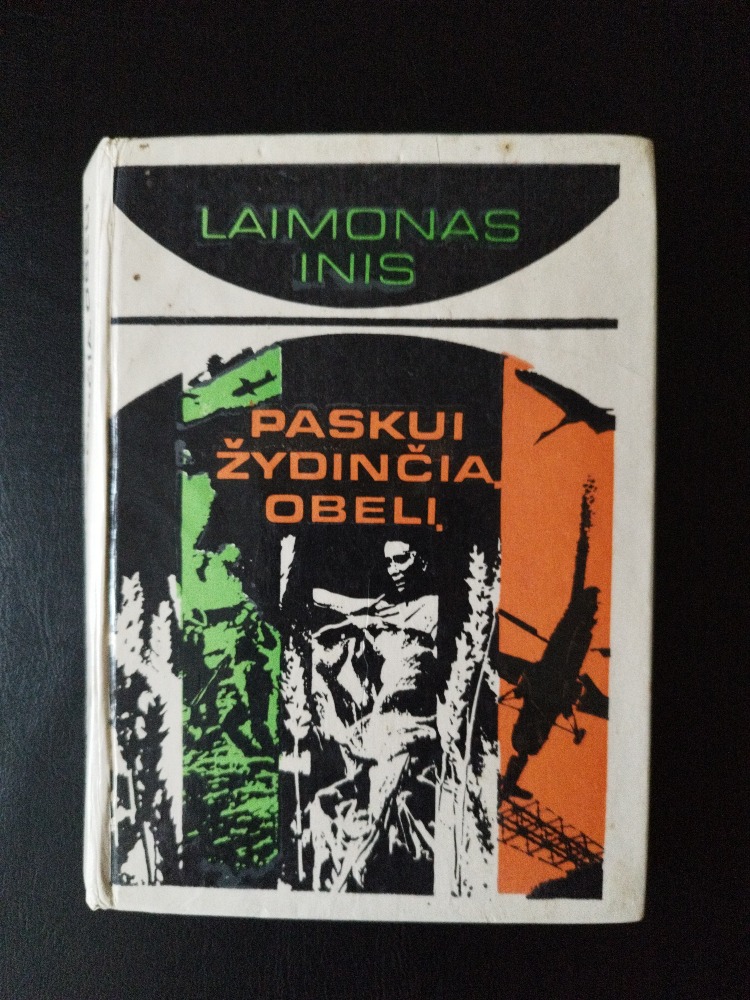 LAIMONAS
INIS
PASKUI
ŽYDINČIĄ
OBELĮ